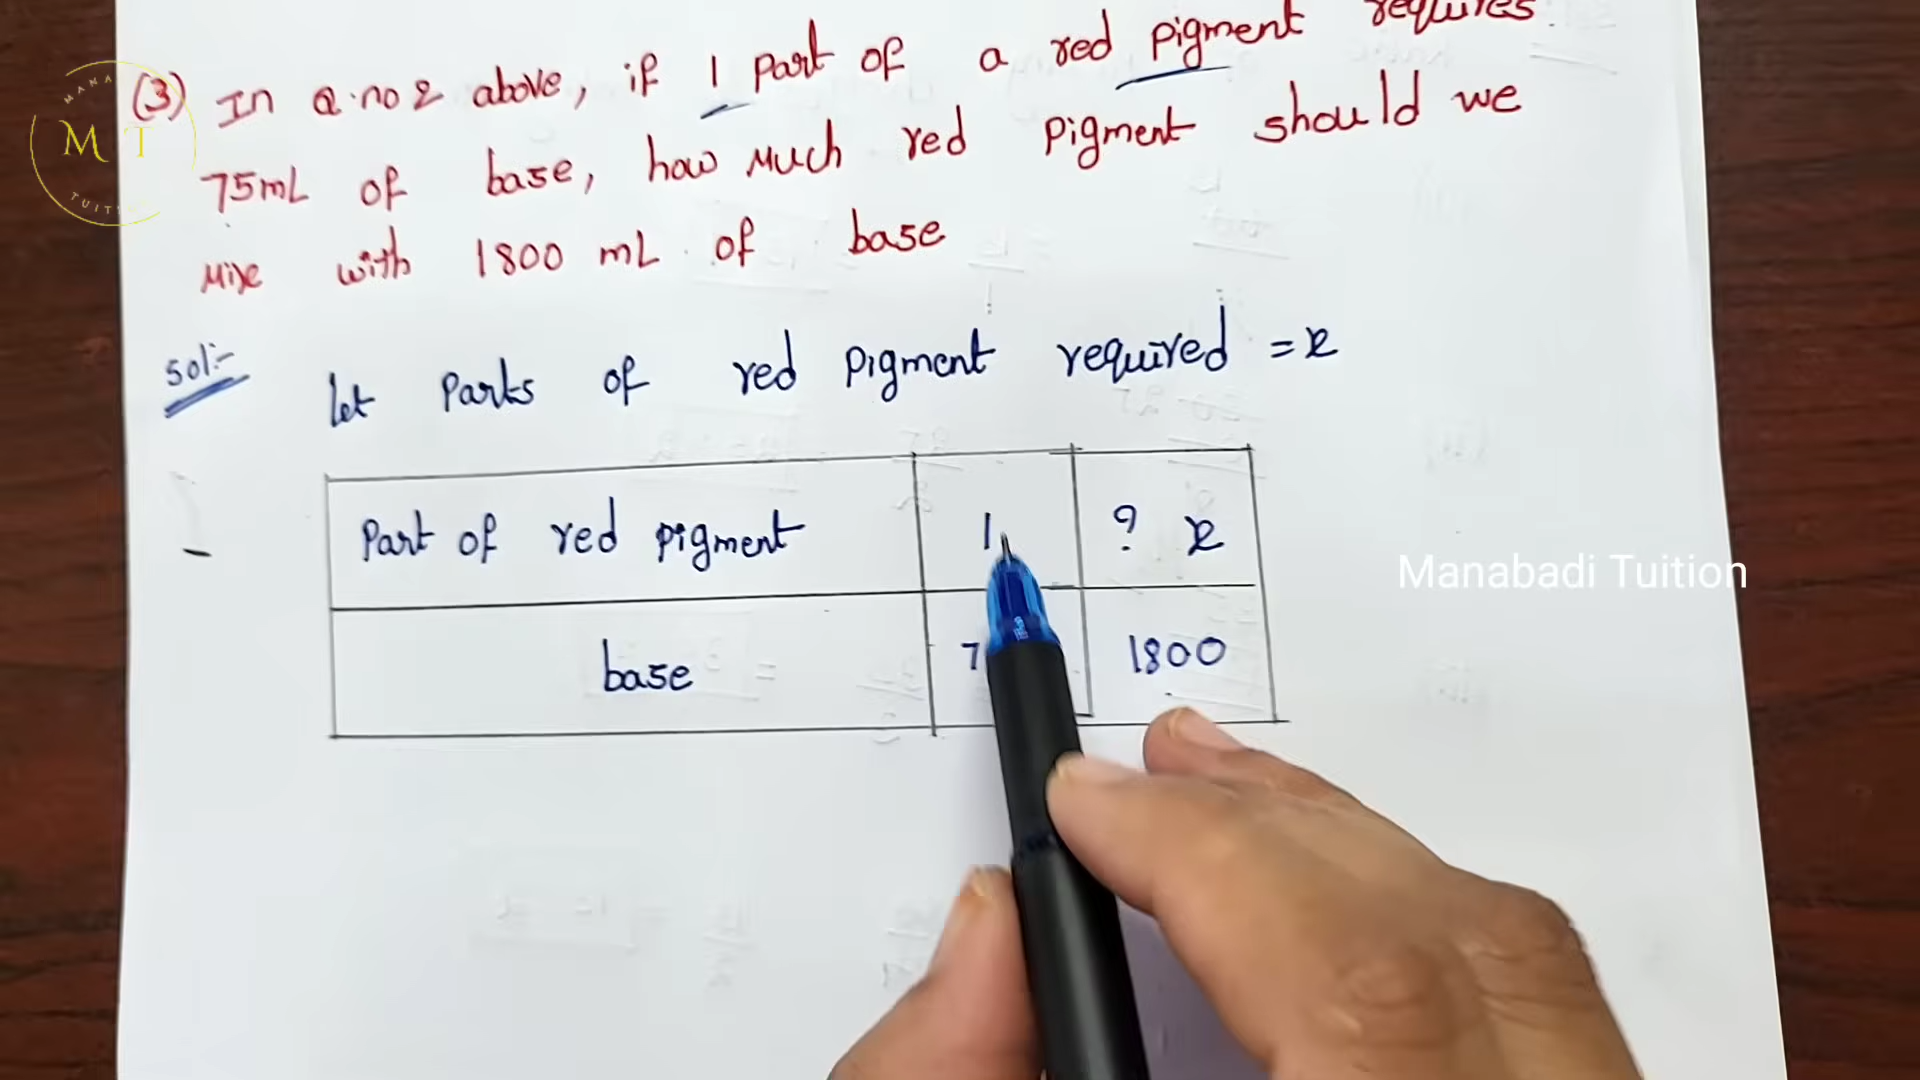 (3) In Q.no 2 above, if 1 part of a red pigment requires
75mL of base, how much red pigment should we
mix with 1800 mL of base
Sol:-
let parts of red pigment required = x
Part of red pigment 1 ? x
base 7 1800
MT
Manabadi Tuition